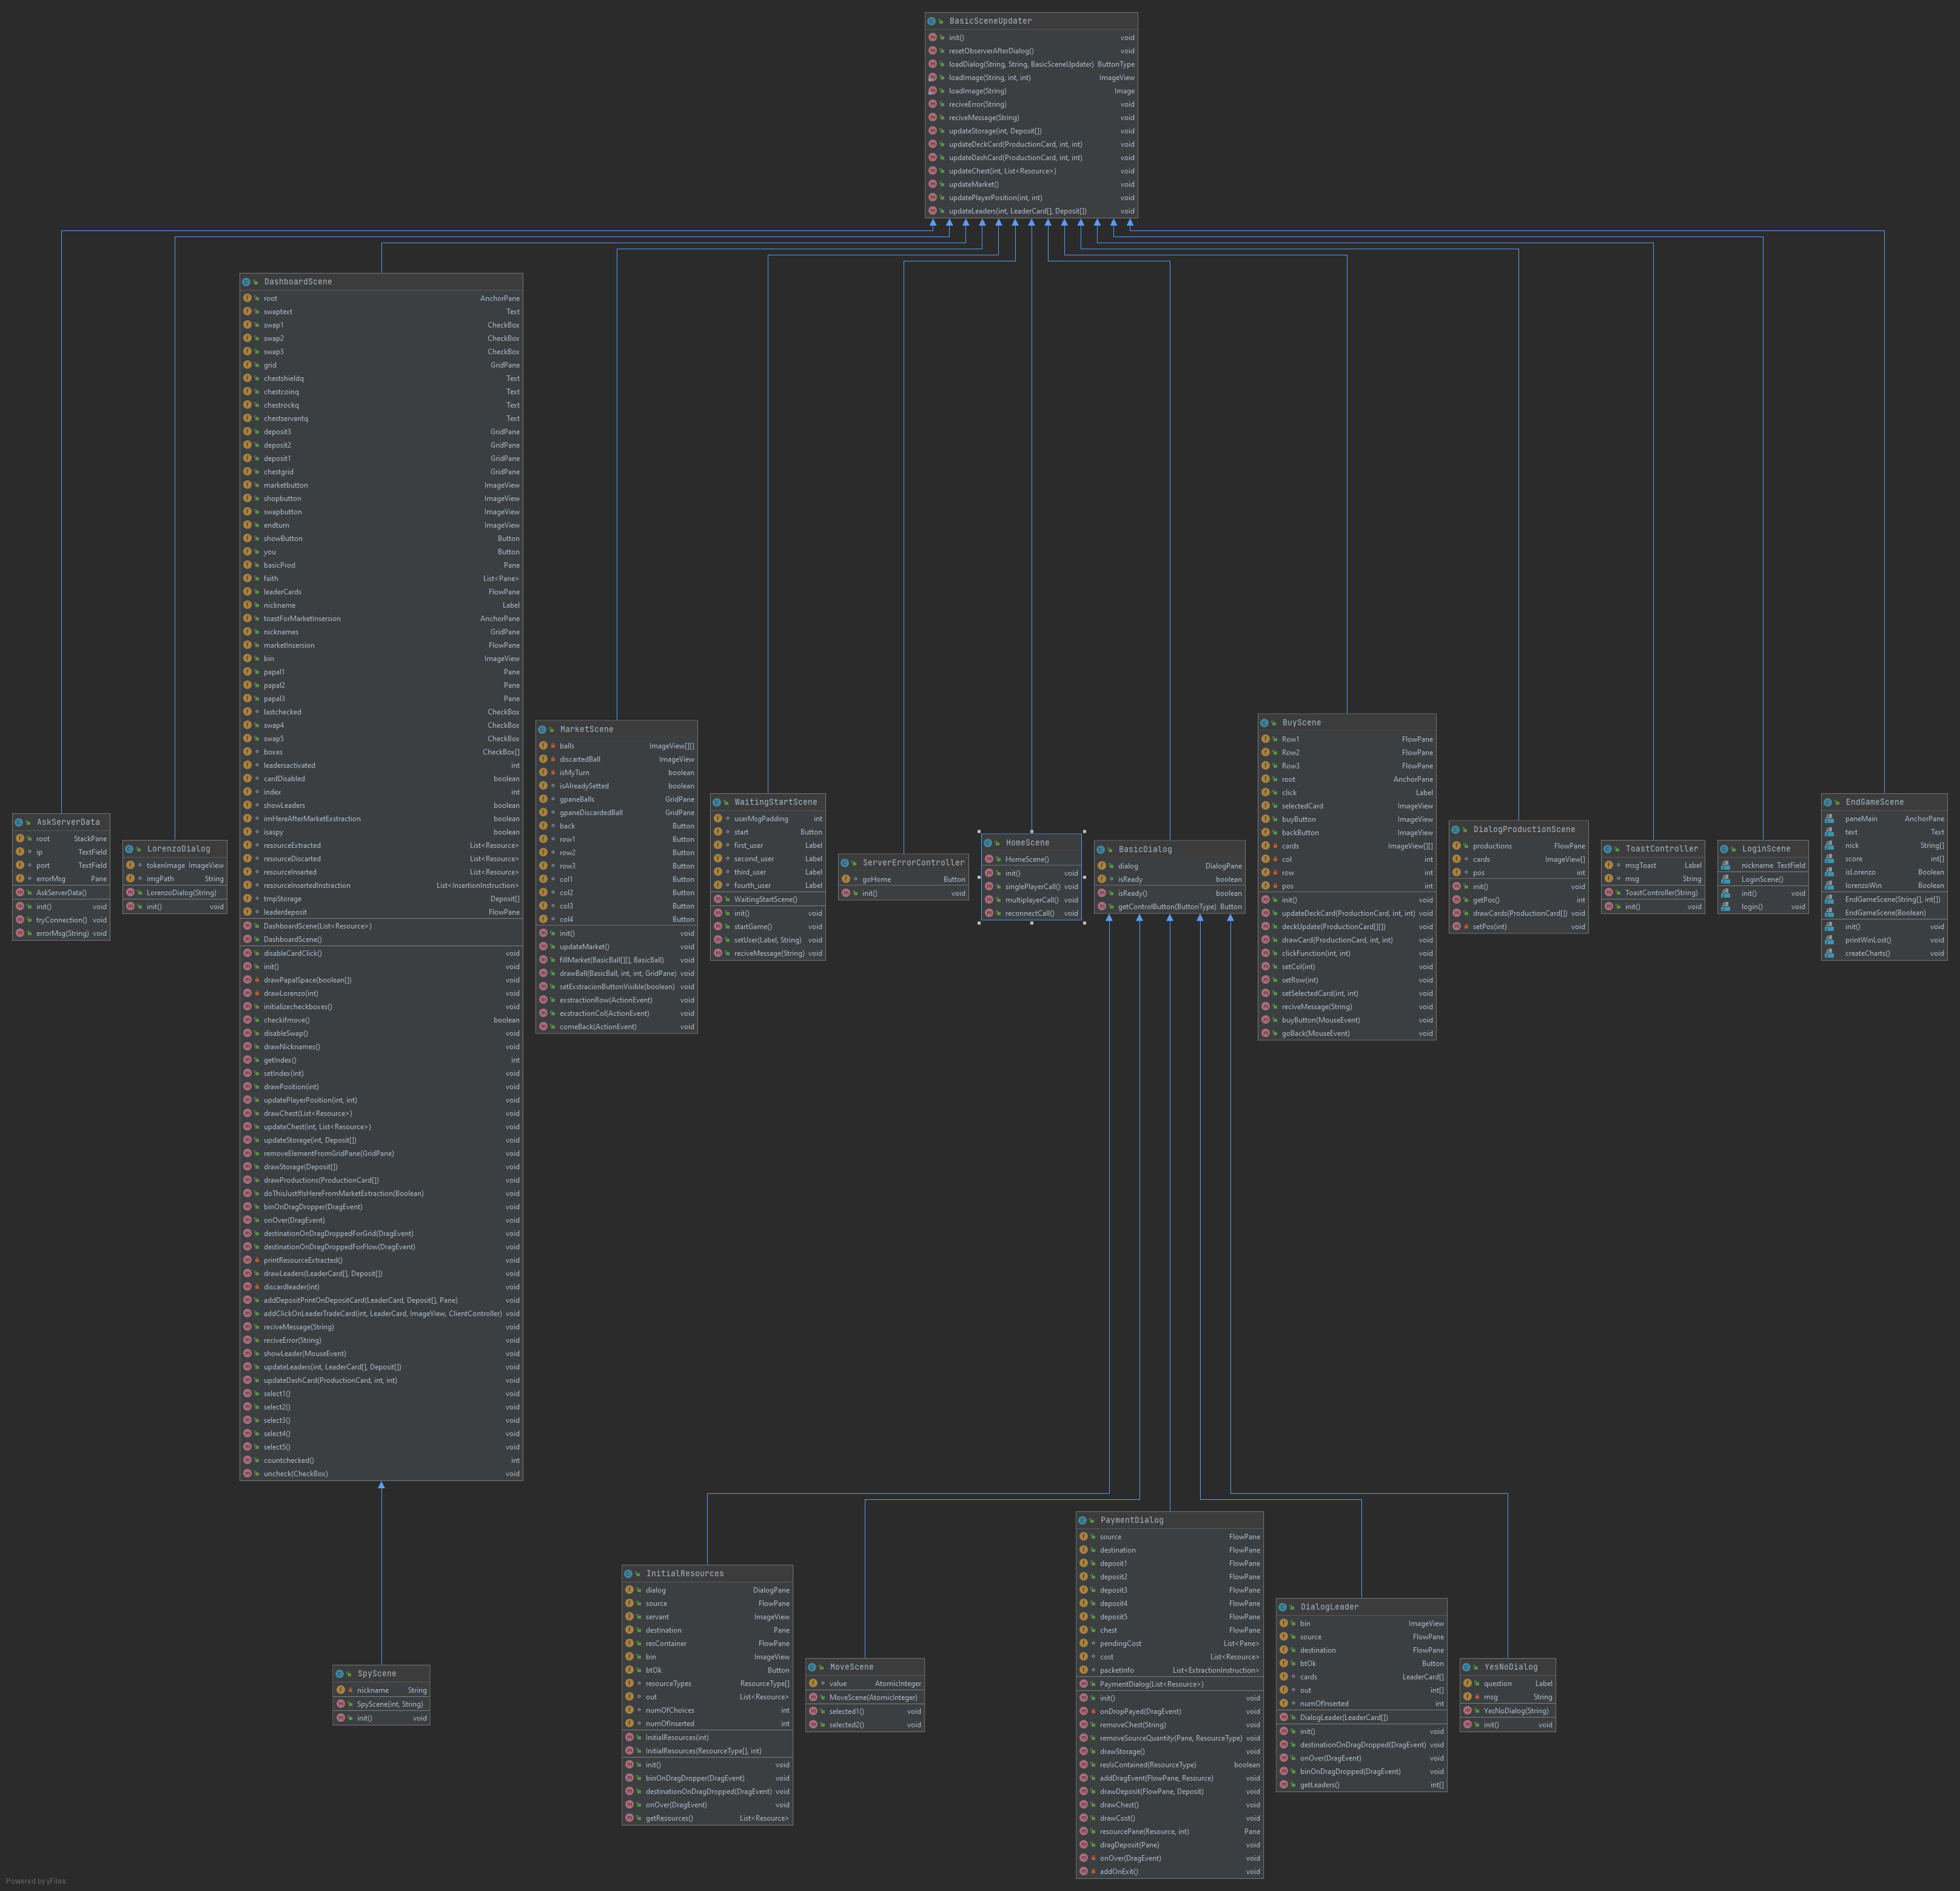 BasicSceneUpdater
init() void
resetObserverAfterDialog() void
loadDialog(String, String, BasicSceneUpdater) ButtonType
loadImage(String, int, int) ImageView
loadImage(String) Image
reciveError(String) void
reciveMessage(String) void
updateStorage(int, Deposit[]) void
updateDeckCard(ProductionCard, int, int) void
updateDashCard(ProductionCard, int, int) void
updateChest(int, List<Resource>) void
updateMarket() void
updatePlayerPosition(int, int) void
updateLeaders(int, LeaderCard[], Deposit[]) void
AskServerData
root StackPane
ip TextField
port TextField
errorMsg Pane
AskServerData()
init() void
tryConnection() void
errorMsg(String) void
LorenzoDialog
tokenImage ImageView
imgPath String
LorenzoDialog(String)
init() void
DashboardScene
root AnchorPane
swaptext Text
swap1 CheckBox
swap2 CheckBox
swap3 CheckBox
grid GridPane
chestshieldq Text
chestcoinq Text
chestrockq Text
chestservantq Text
deposit3 GridPane
deposit2 GridPane
deposit1 GridPane
chestgrid GridPane
marketbutton ImageView
shopbutton ImageView
swapbutton ImageView
endturn ImageView
showButton Button
you Button
basicProd Pane
faith List<Pane>
leaderCards FlowPane
nickname Label
toastForMarketInsersion AnchorPane
nicknames GridPane
marketInsersion FlowPane
bin ImageView
papal1 Pane
papal2 Pane
papal3 Pane
lastchecked CheckBox
swap4 CheckBox
swap5 CheckBox
boxes CheckBox[]
leadersactivated int
cardDisabled boolean
index int
showLeaders boolean
imHereAfterMarketExstraction boolean
isaspy boolean
resourceExtracted List<Resource>
resourceDiscarted List<Resource>
resourceInserted List<Resource>
resourceInsertedInstraction List<InsertionInstruction>
tmpStorage Deposit[]
leaderdeposit FlowPane
DashboardScene(List<Resource>)
DashboardScene()
disableCardClick() void
init() void
drawPapalSpace(boolean[]) void
drawLorenzo(int) void
initializecheckboxes() void
checkifmove() boolean
disableSwap() void
drawNicknames() void
getIndex() int
setIndex(int) void
drawPosition(int) void
updatePlayerPosition(int, int) void
drawChest(List<Resource>) void
updateChest(int, List<Resource>) void
updateStorage(int, Deposit[]) void
removeElementFromGridPane(GridPane) void
drawStorage(Deposit[]) void
drawProductions(ProductionCard[]) void
doThisJustIfIsHereFromMarketExtraction(Boolean) void
binOnDragDropper(DragEvent) void
onOver(DragEvent) void
destinationOnDragDroppedForGrid(DragEvent) void
destinationOnDragDroppedForFlow(DragEvent) void
printResourceExtracted() void
drawLeaders(LeaderCard[], Deposit[]) void
discardleader(int) void
addDepositPrintOnDepositCard(LeaderCard, Deposit[], Pane) void
addClickOnLeaderTradeCard(int, LeaderCard, ImageView, ClientController) void
reciveMessage(String) void
reciveError(String) void
showLeader(MouseEvent) void
updateLeaders(int, LeaderCard[], Deposit[]) void
updateDashCard(ProductionCard, int, int) void
select1() void
select2() void
select3() void
select4() void
select5() void
countchecked() int
uncheck(CheckBox) void
MarketScene
balls ImageView[][]
discartedBall ImageView
isMyTurn boolean
isAlreadySetted boolean
gpaneBalls GridPane
gpaneDiscardedBall GridPane
back Button
row1 Button
row2 Button
row3 Button
col1 Button
col2 Button
col3 Button
col4 Button
init() void
updateMarket() void
fillMarket(BasicBall[][], BasicBall) void
drawBall(BasicBall, int, int, GridPane) void
setExstracionButtonVisible(boolean) void
exstractionRow(ActionEvent) void
exstractionCol(ActionEvent) void
comeBack(ActionEvent) void
WaitingStartScene
userMsgPadding int
start Button
first_user Label
second_user Label
third_user Label
fourth_user Label
WaitingStartScene()
init() void
startGame() void
setUser(Label, String) void
reciveMessage(String) void
ServerErrorController
goHome Button
init() void
HomeScene
HomeScene()
init() void
singlePlayerCall() void
multiplayerCall() void
reconnectCall() void
BasicDialog
dialog DialogPane
isReady boolean
isReady() boolean
getControlButton(ButtonType) Button
BuyScene
Row1 FlowPane
Row2 FlowPane
Row3 FlowPane
root AnchorPane
click Label
selectedCard ImageView
buyButton ImageView
backButton ImageView
cards ImageView[][]
col int
row int
pos int
init() void
updateDeckCard(ProductionCard, int, int) void
deckUpdate(ProductionCard[][]) void
drawCard(ProductionCard, int, int) void
clickFunction(int, int) void
setCol(int) void
setRow(int) void
setSelectedCard(int, int) void
reciveMessage(String) void
buyButton(MouseEvent) void
goBack(MouseEvent) void
DialogProductionScene
productions FlowPane
cards ImageView[]
pos int
init() void
getPos() int
drawCards(ProductionCard[]) void
setPos(int) void
ToastController
msgToast Label
msg String
ToastController(String)
init() void
LoginScene
nickname TextField
LoginScene()
init() void
login() void
EndGameScene
paneMain AnchorPane
text Text
nick String[]
score int[]
isLorenzo Boolean
lorenzoWin Boolean
EndGameScene(String[], int[])
EndGameScene(Boolean)
init() void
printWinLost() void
createCharts() void
SpyScene
nickname String
SpyScene(int, String)
init() void
InitialResources
dialog DialogPane
source FlowPane
servant ImageView
destination Pane
resContainer FlowPane
bin ImageView
btOk Button
resourceTypes ResourceType[]
out List<Resource>
numOfChoices int
numOfInserted int
InitialResources(int)
InitialResources(ResourceType[], int)
init() void
binOnDragDropper(DragEvent) void
destinationOnDragDropped(DragEvent) void
onOver(DragEvent) void
getResources() List<Resource>
MoveScene
value AtomicInteger
MoveScene(AtomicInteger)
selected1() void
selected2() void
PaymentDialog
source FlowPane
destination FlowPane
deposit1 FlowPane
deposit2 FlowPane
deposit3 FlowPane
deposit4 FlowPane
deposit5 FlowPane
chest FlowPane
pendingCost List<Pane>
cost List<Resource>
packetInfo List<ExtractionInstruction>
PaymentDialog(List<Resource>)
init() void
onDropPayed(DragEvent) void
removeChest(String) void
removeSourceQuantity(Pane, ResourceType) void
drawStorage() void
resIsContained(ResourceType) boolean
addDragEvent(FlowPane, Resource) void
drawDeposit(FlowPane, Deposit) void
drawChest() void
drawCost() void
resourcePane(Resource, int) Pane
dragDeposit(Pane) void
onOver(DragEvent) void
addOnExit() void
DialogLeader
bin ImageView
source FlowPane
destination FlowPane
btOk Button
cards LeaderCard[]
out int[]
numOfInserted int
DialogLeader(LeaderCard[])
init() void
destinationOnDragDropped(DragEvent) void
onOver(DragEvent) void
binOnDragDropped(DragEvent) void
getLeaders() int[]
YesNoDialog
question Label
msg String
YesNoDialog(String)
init() void
Powered by yFiles